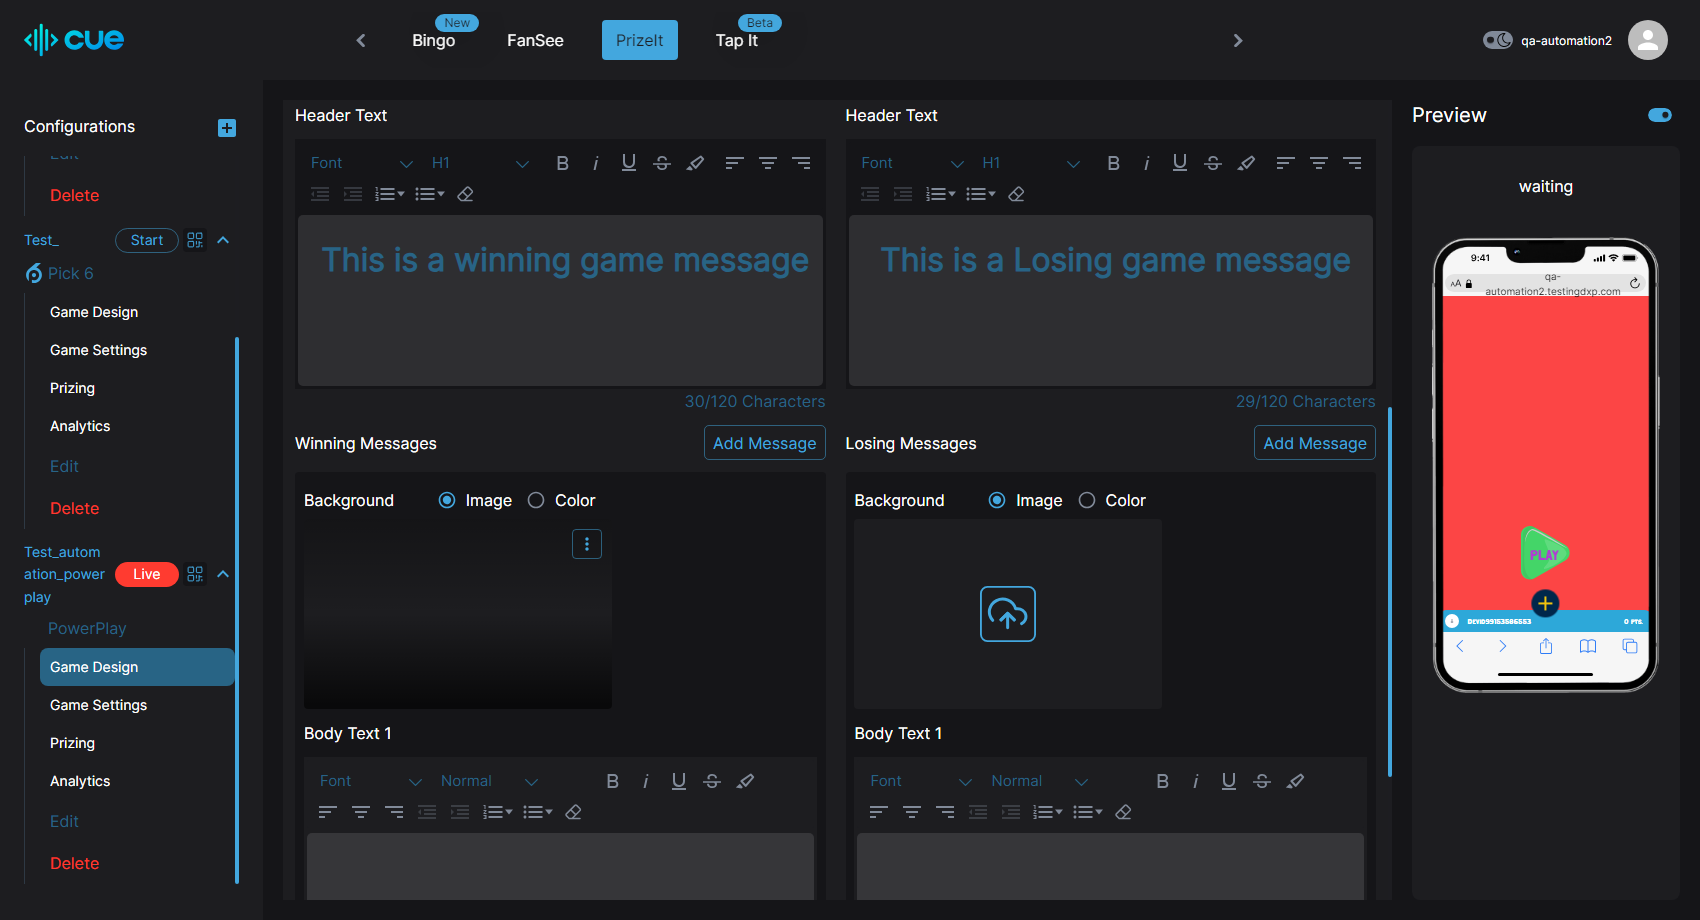 cue
New
Bingo
FanSee
PrizeIt
Beta
Tap It
qa-automation2
Configurations
Edit
Delete
Test_
Start
Pick 6
Game Design
Game Settings
Prizing
Analytics
Edit
Delete
Test_autom
ation_power
play
Live
PowerPlay
Game Design
Game Settings
Prizing
Analytics
Edit
Delete
Header Text
Font
H1
This is a winning game message
30/120 Characters
Winning Messages
Add Message
Background
Image
Color
Body Text 1
Font
Normal
Header Text
Font
H1
This is a Losing game message
29/120 Characters
Losing Messages
Add Message
Background
Image
Color
Body Text 1
Font
Normal
Preview
waiting
9:41
AA
qa-
automation2.testingdxp.com
PLAY
0 PTS.